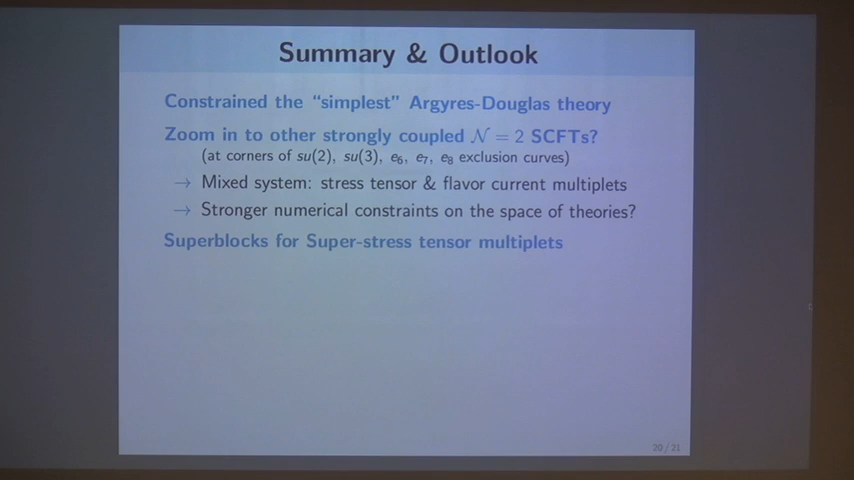 Summary & Outlook
Constrained the “simplest” Argyres-Douglas theory
Zoom in to other strongly coupled 𝒩 = 2 SCFTs?
(at corners of su(2), su(3), e₆, e₇, e₈ exclusion curves)
→ Mixed system: stress tensor & flavor current multiplets
→ Stronger numerical constraints on the space of theories?
Superblocks for Super-stress tensor multiplets
20 / 21